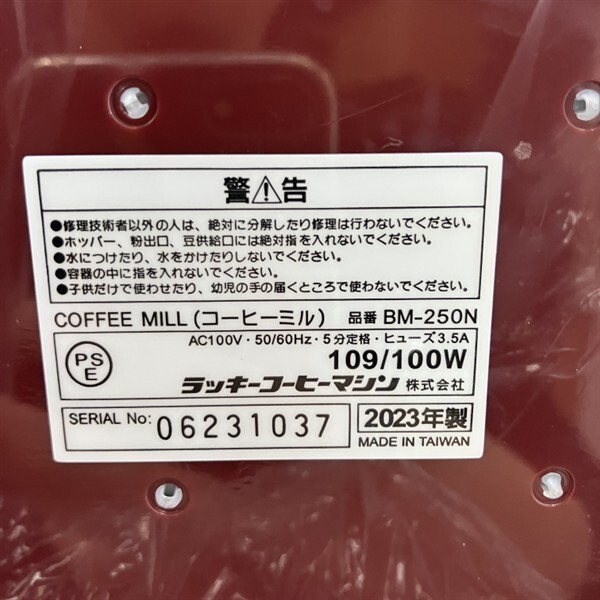 警⚠告
●修理技術者以外の人は、絶対に分解したり修理は行わないでください。
●ホッパー、粉出口、豆供給口には絶対指を入れないでください。
●水につけたり、水をかけたりしないでください。
●容器の中に指を入れないでください。
●子供だけで使わせたり、幼児の手の届くところで使わないでください。
COFFEE MILL (コーヒーミル) 品番 BM-250N
AC100V・50/60Hz・5分定格・ヒューズ3.5A
PS
E
109/100W
ラッキーコーヒーマシン 株式会社
SERIAL No: 06231037
2023年製
MADE IN TAIWAN